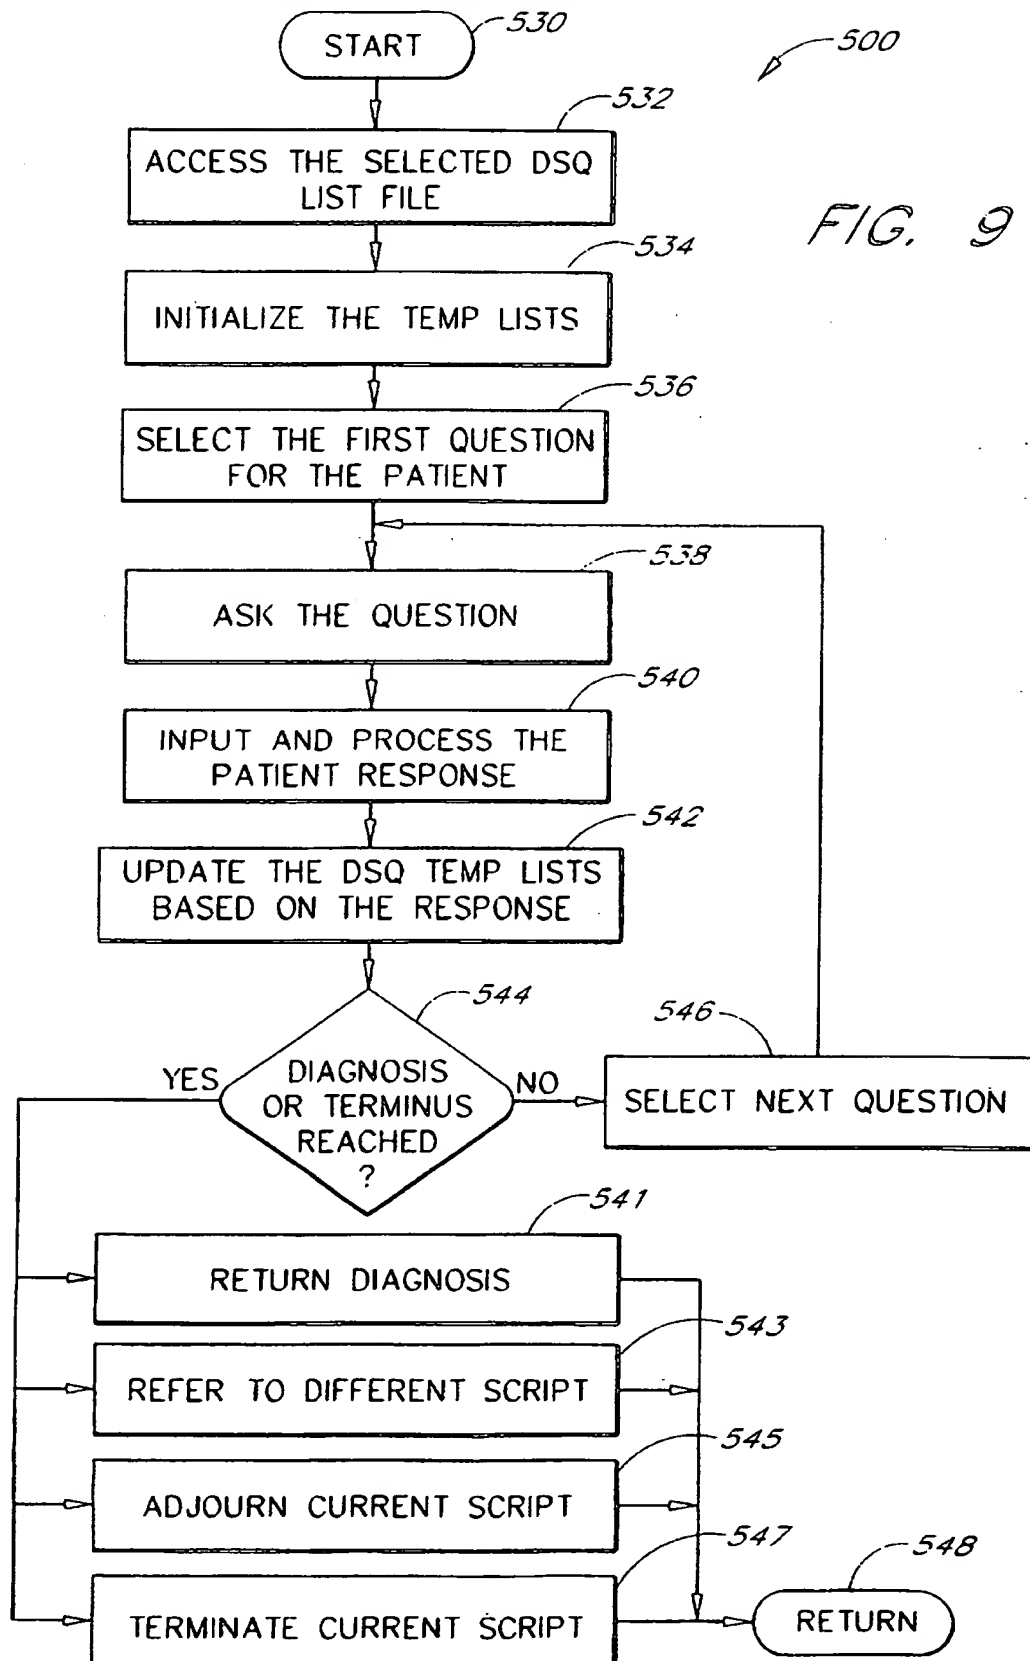 START
530
500
532
ACCESS THE SELECTED DSQ
LIST FILE
FIG. 9
534
INITIALIZE THE TEMP LISTS
536
SELECT THE FIRST QUESTION
FOR THE PATIENT
538
ASK THE QUESTION
540
INPUT AND PROCESS THE
PATIENT RESPONSE
542
UPDATE THE DSQ TEMP LISTS
BASED ON THE RESPONSE
544
546
YES
DIAGNOSIS
OR TERMINUS
REACHED
?
NO
SELECT NEXT QUESTION
541
RETURN DIAGNOSIS
543
REFER TO DIFFERENT SCRIPT
545
ADJOURN CURRENT SCRIPT
547
TERMINATE CURRENT SCRIPT
548
RETURN